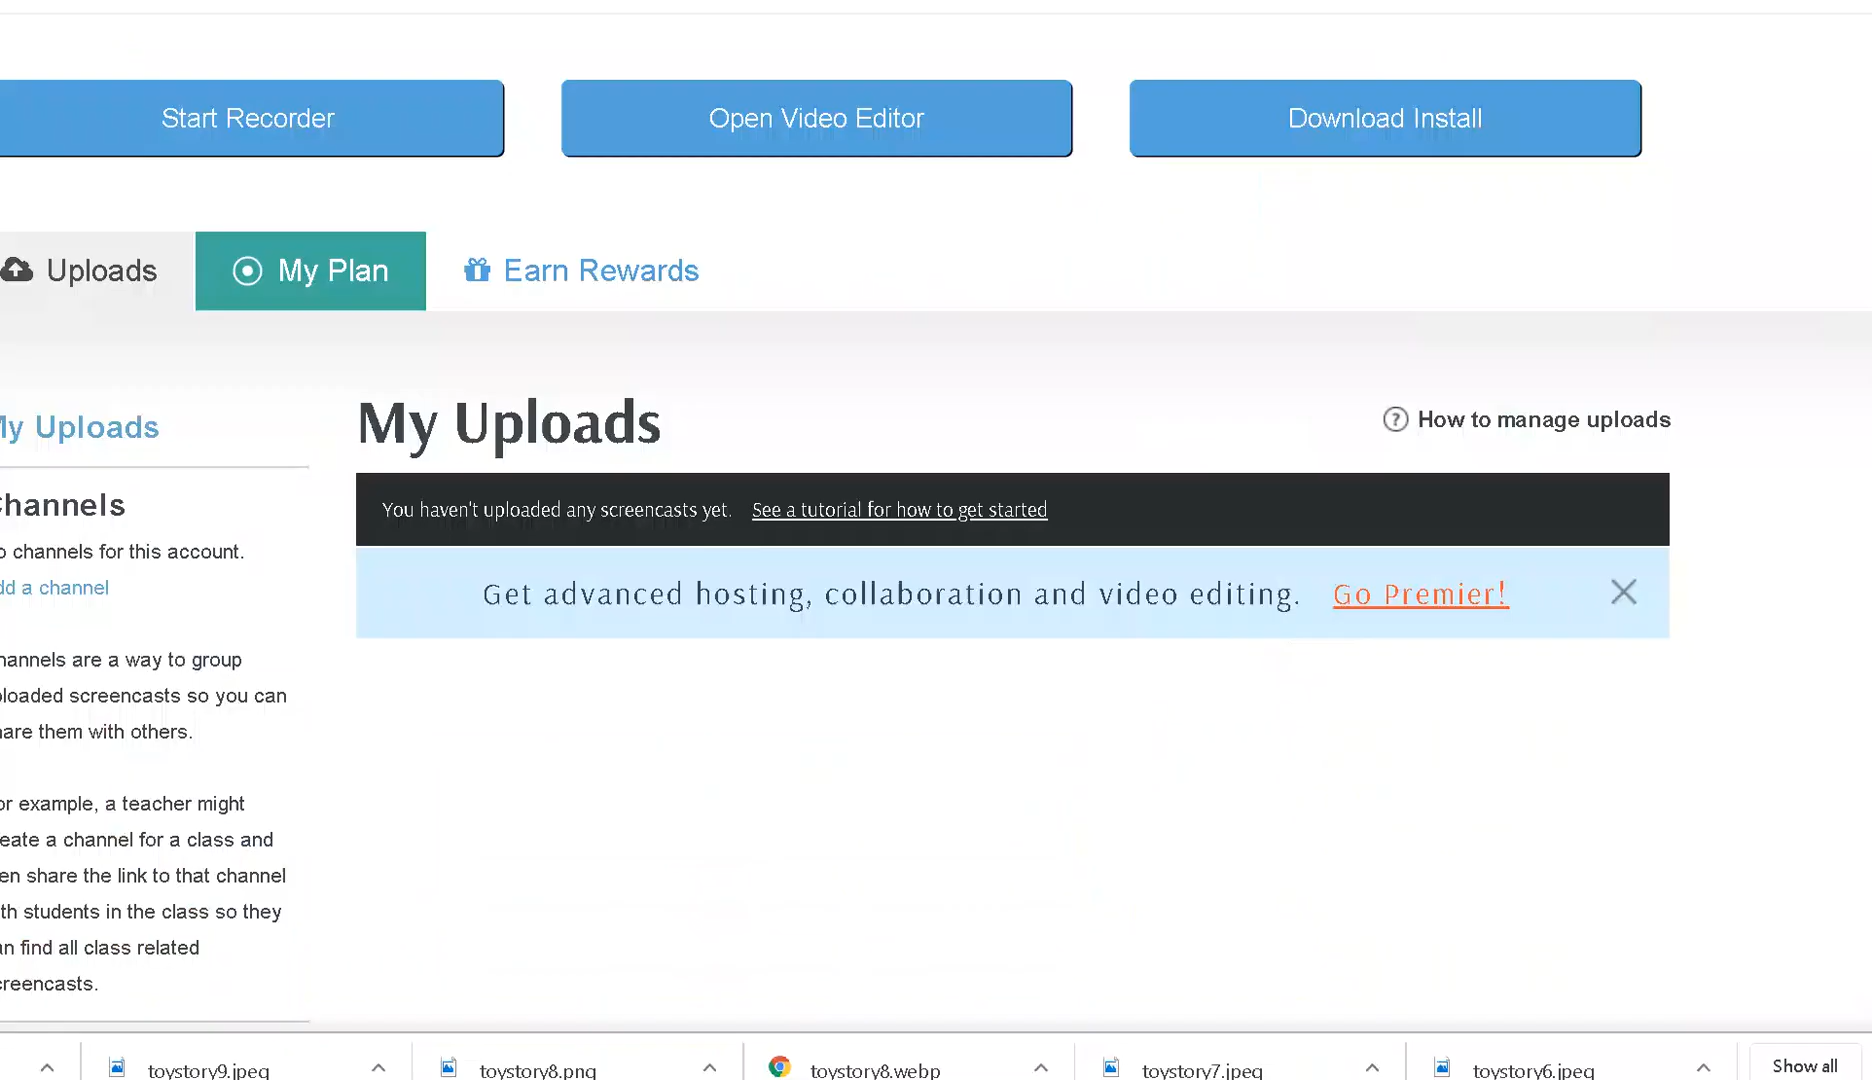 Start Recorder
Open Video Editor
Download Install
Uploads
My Plan
Earn Rewards
My Uploads
Channels
o channels for this account.
dd a channel
hannels are a way to group
ploaded screencasts so you can
hare them with others.
or example, a teacher might
reate a channel for a class and
en share the link to that channel
th students in the class so they
an find all class related
creencasts.
My Uploads
How to manage uploads
You haven't uploaded any screencasts yet. See a tutorial for how to get started
Get advanced hosting, collaboration and video editing. Go Premier!
toystory9.jpeg
toystory8.png
toystory8.webp
toystory7.jpeg
toystory6.jpeg
Show all